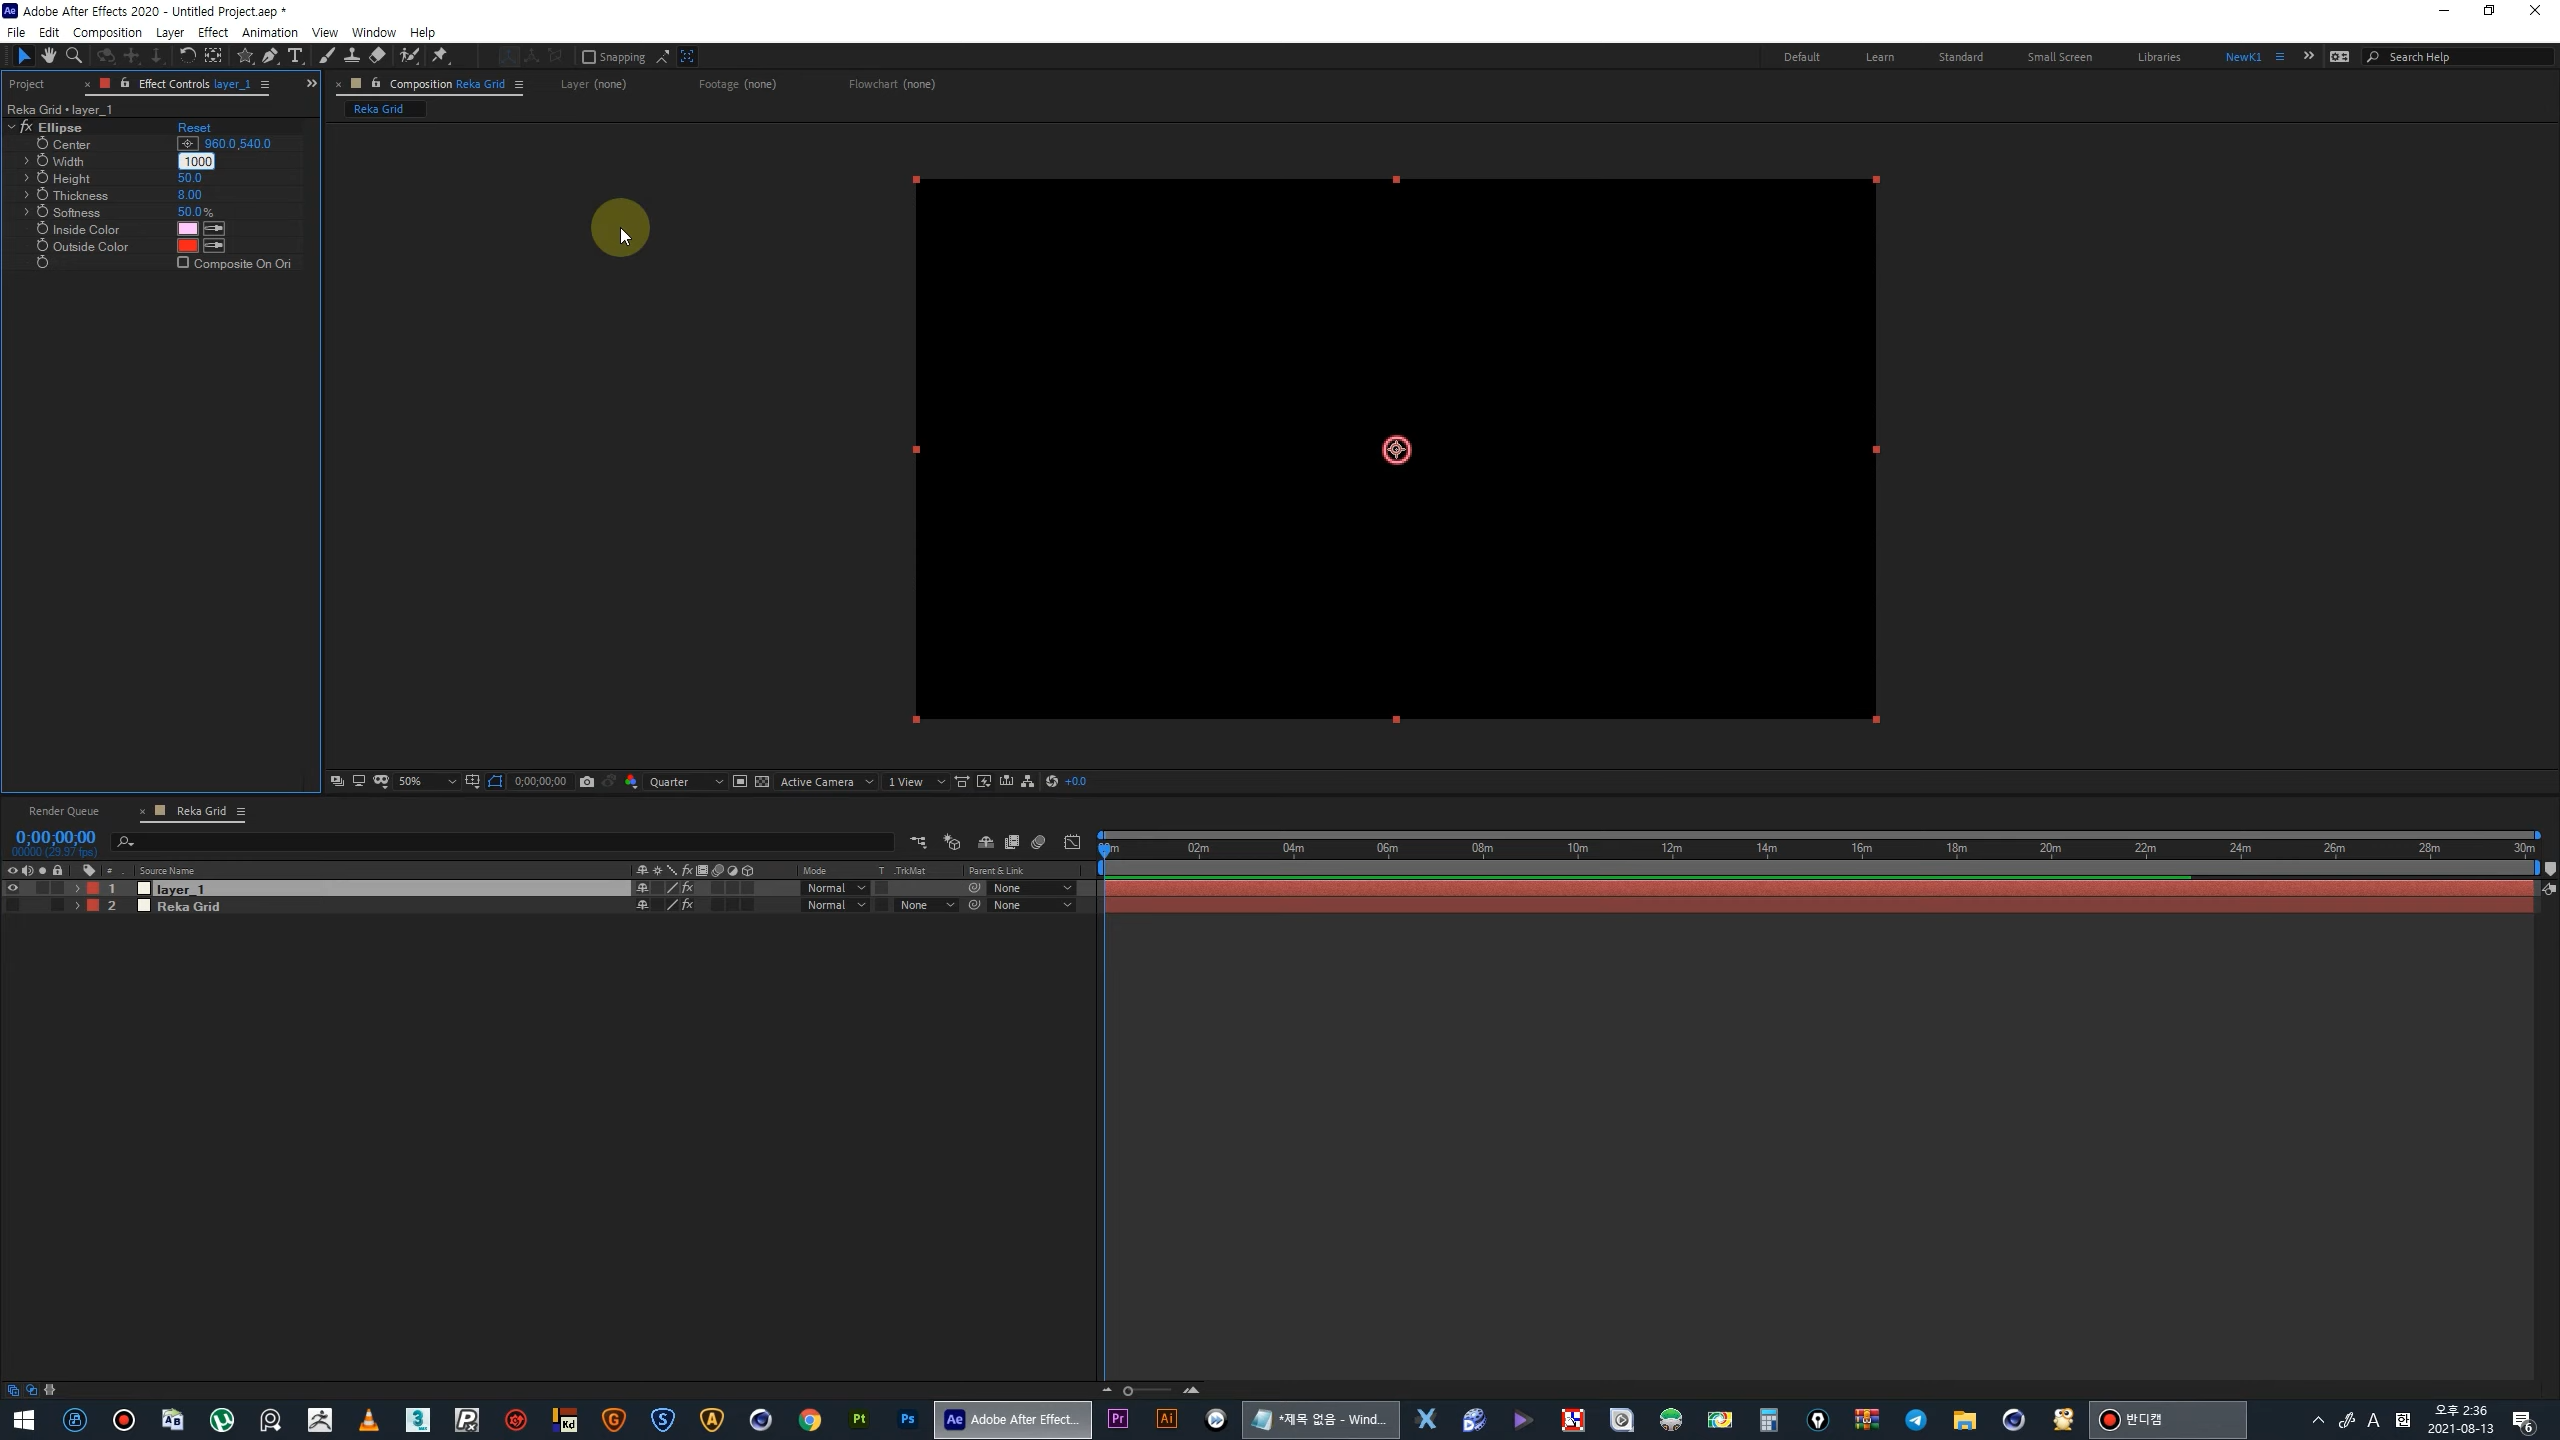 Adobe After Effects 2020 - Untitled Project.aep *
File Edit Composition Layer Effect Animation View Window Help
Snapping
Default Learn Standard Small Screen Libraries NewK1 Search Help
Project Effect Controls layer_1
Composition Reka Grid
Layer (none)
Footage (none)
Flowchart (none)
Reka Grid • layer_1
Reka Grid
fx Ellipse Reset
Center 960.0,540.0
Width 1000
Height 50.0
Thickness 8.00
Softness 50.0%
Inside Color
Outside Color
Composite On Ori
50% 0;00;00;00 Quarter Active Camera 1 View +0.0
Render Queue Reka Grid
0;00;00;00
00000 (29.97 fps)
02m 04m 06m 08m 10m 12m 14m 16m 18m 20m 22m 24m 26m 28m 30m
# Source Name Mode T .TrkMat Parent & Link
1 layer_1 fx Normal None
2 Reka Grid fx Normal None None
Adobe After Effect...
*제목 없음 - Wind...
반디캠
A 한
오후 2:36
2021-08-13
6